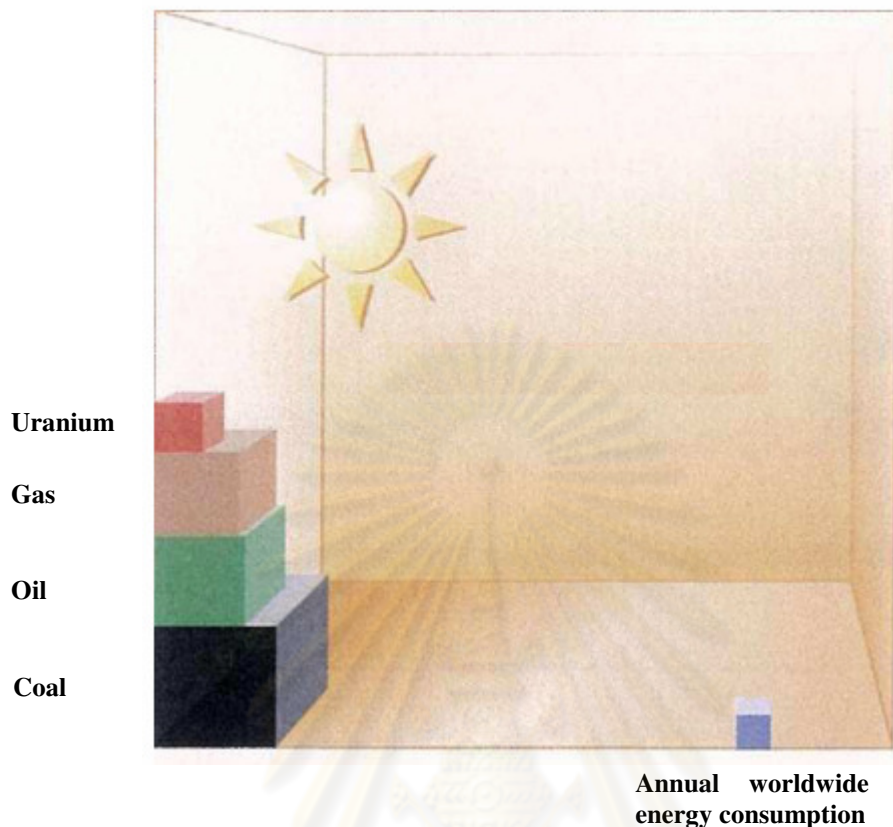 Uranium
Gas
Oil
Coal
Annual worldwide
energy consumption